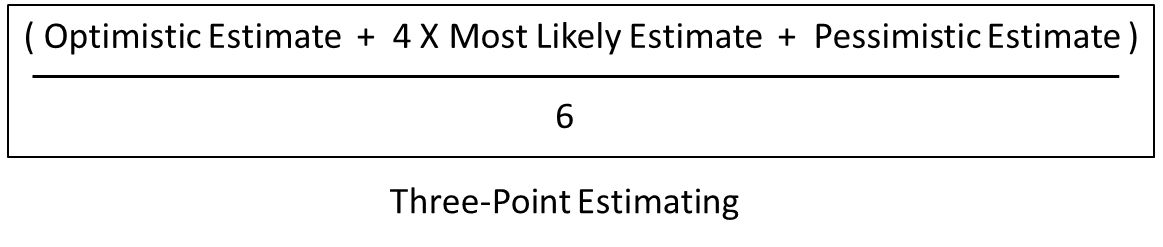 ( Optimistic Estimate + 4 X Most Likely Estimate + Pessimistic Estimate )
6
Three-Point Estimating